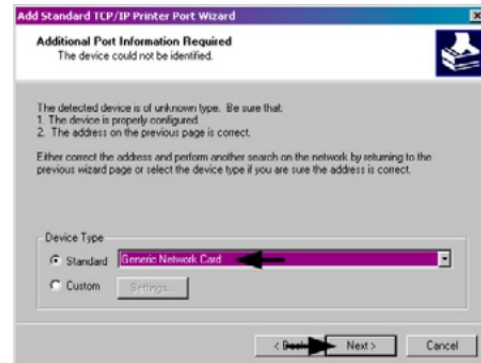 Add Standard TCP/IP Printer Port Wizard
Additional Port Information Required
The device could not be identified.
The detected device is of unknown type. Be sure that:
1. The device is properly configured.
2. The address on the previous page is correct.
Either correct the address and perform another search on the network by returning to the
previous wizard page or select the device type if you are sure the address is correct.
Device Type
Standard Generic Network Card
Custom Settings...
< Next > Cancel